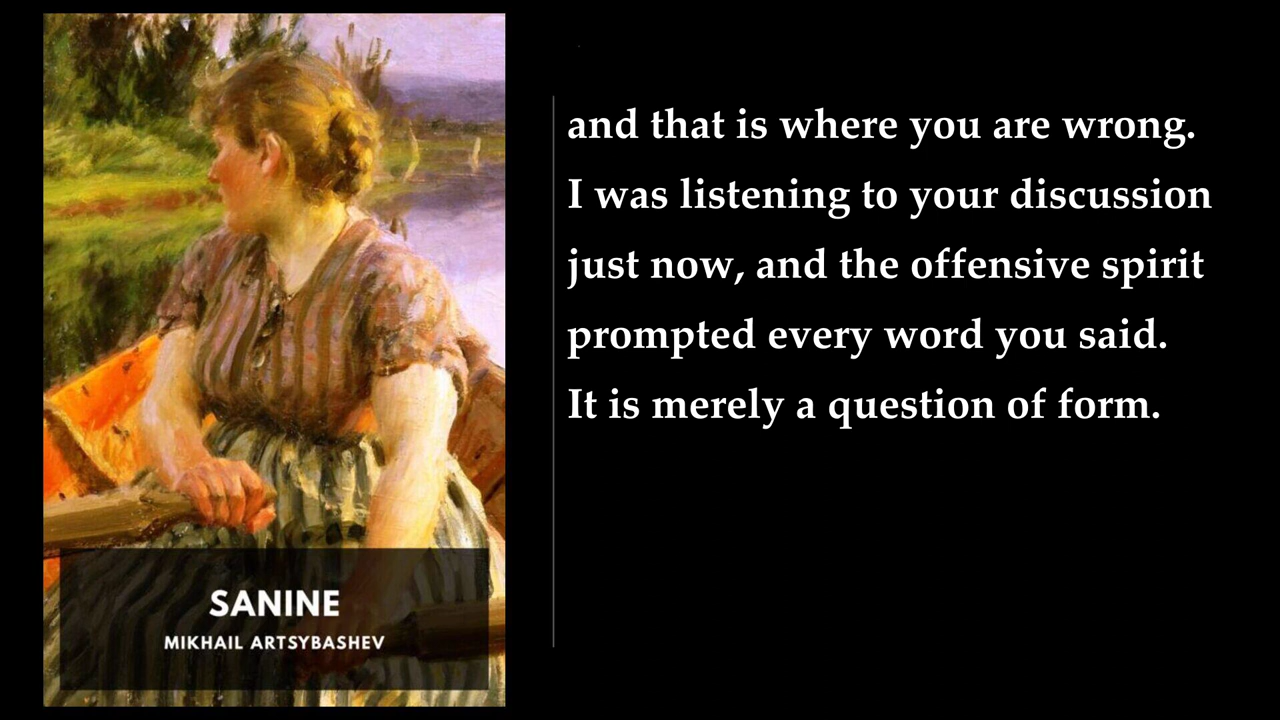 SANINE
MIKHAIL ARTSYBASHEV
and that is where you are wrong.
I was listening to your discussion
just now, and the offensive spirit
prompted every word you said.
It is merely a question of form.